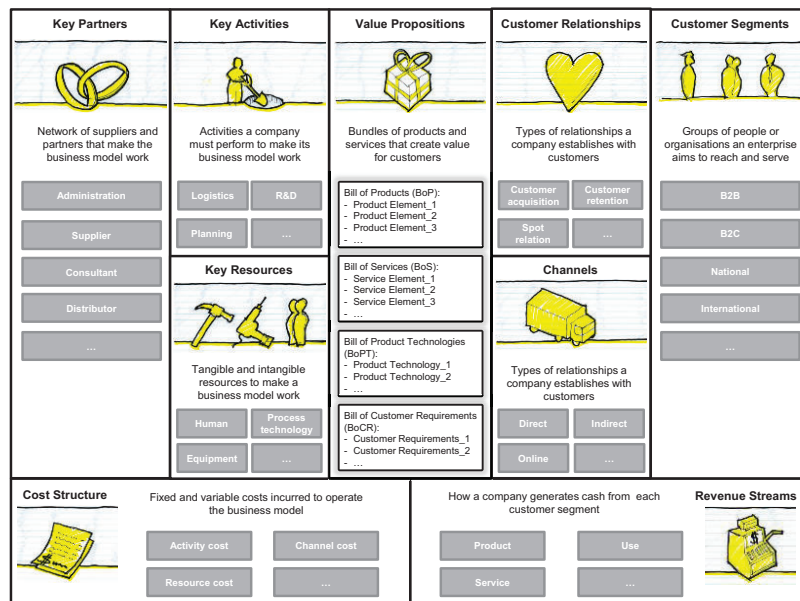 Key Partners
Network of suppliers and
partners that make the
business model work
Administration
Supplier
Consultant
Distributor
...
Key Activities
Activities a company
must perform to make its
business model work
Logistics
R&D
Planning
...
Key Resources
Tangible and intangible
resources to make a
business model work
Human
Process
technology
Equipment
...
Value Propositions
Bundles of products and
services that create value
for customers
Bill of Products (BoP):
- Product Element_1
- Product Element_2
- Product Element_3
- ...
Bill of Services (BoS):
- Service Element_1
- Service Element_2
- Service Element_3
- ...
Bill of Product Technologies
(BoPT):
- Product Technology_1
- Product Technology_2
- ...
Bill of Customer Requirements
(BoCR):
- Customer Requirements_1
- Customer Requirements_2
- ...
Customer Relationships
Types of relationships a
company establishes with
customers
Customer
acquisition
Customer
retention
Spot
relation
...
Channels
Types of relationships a
a company establishes with
customers
Direct
Indirect
Online
...
Customer Segments
Groups of people or
organisations an enterprise
aims to reach and serve
B2B
B2C
National
International
...
Cost Structure
Fixed and variable costs incurred to operate
the business model
Activity cost
Channel cost
Resource cost
...
How a company generates cash from each
customer segment
Revenue Streams
Product
Use
Service
...